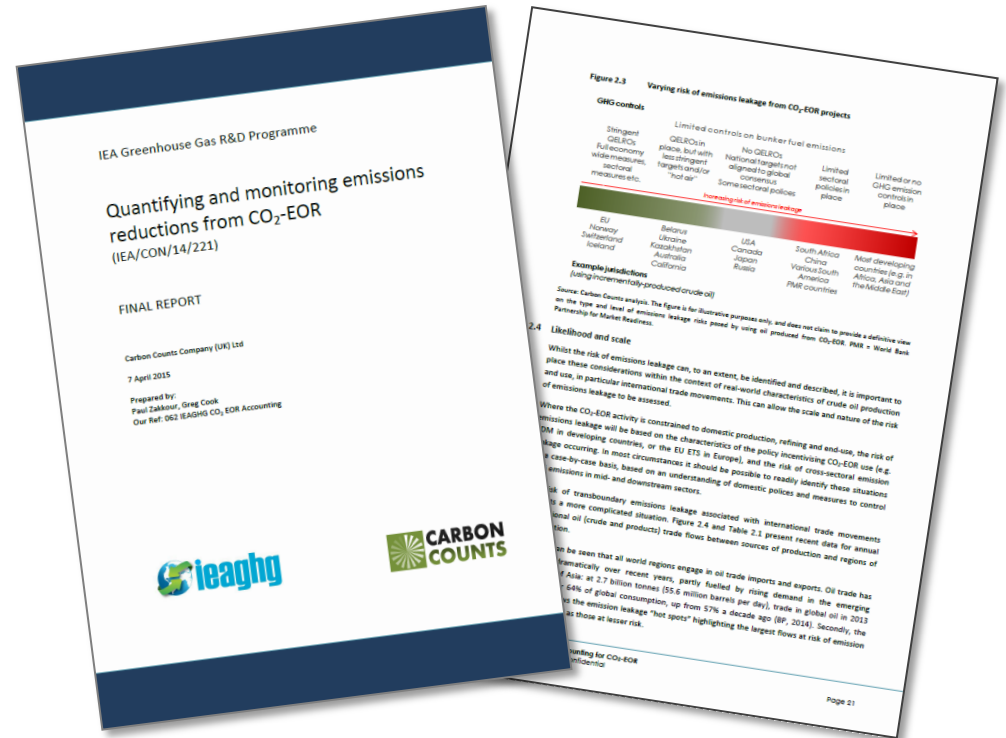 IEA Greenhouse Gas R&D Programme
Quantifying and monitoring emissions
reductions from CO₂-EOR
(IEA/CON/14/221)
FINAL REPORT
Carbon Counts Company (UK) Ltd
7 April 2015
Prepared by:
Paul Zakkour, Greg Cook
Our Ref: 062 IEAGHG CO₂ EOR Accounting
ieaghg
CARBON
COUNTS
Figure 2.3 Varying risk of emissions leakage from CO₂-EOR projects
GHG controls
Limited controls on bunker fuel emissions
Stringent
QELROs
Full economy
wide measures,
sectoral
measures etc.
QELROs in
place, but with
less stringent
targets and/or
"hot air"
No QELROs
National targets not
aligned to global
consensus
Some sectoral polices
Limited
sectoral
policies in
place
Limited or no
GHG emission
controls in
place
Increasing risk of emissions leakage
EU
Norway
Switzerland
Iceland
Belarus
Ukraine
Kazakhstan
Australia
California
USA
Canada
Japan
Russia
South Africa
China
Various South
America
PMR countries
Most developing
countries (e.g. in
Africa, Asia and
the Middle East)
Example jurisdictions
(using incrementally-produced crude oil)
Source: Carbon Counts analysis. The figure is for illustrative purposes only, and does not claim to provide a definitive view
on the type and level of emissions leakage risks posed by using oil produced from CO₂-EOR. PMR = World Bank
Partnership for Market Readiness.
2.4 Likelihood and scale
Whilst the risk of emissions leakage can, to an extent, be identified and described, it is important to
place these considerations within the context of real-world characteristics of crude oil production
and use, in particular international trade movements. This can allow the scale and nature of the risk
of emissions leakage to be assessed.
Where the CO₂-EOR activity is constrained to domestic production, refining and end-use, the risk of
emissions leakage will be based on the characteristics of the policy incentivising CO₂-EOR use (e.g.
DM in developing countries, or the EU ETS in Europe), and the risk of cross-sectoral emission
kage occurring. In most circumstances it should be possible to readily identify these situations
a case-by-case basis, based on an understanding of domestic polices and measures to control
emissions in mid- and downstream sectors.
sk of transboundary emissions leakage associated with international trade movements
ts a more complicated situation. Figure 2.4 and Table 2.1 present recent data for annual
ional oil (crude and products) trade flows between sources of production and regions of
tion.
an be seen that all world regions engage in oil trade imports and exports. Oil trade has
dramatically over recent years, partly fuelled by rising demand in the emerging
of Asia: at 2.7 billion tonnes (55.6 million barrels per day), trade in global oil in 2013
r 64% of global consumption, up from 57% a decade ago (BP, 2014). Secondly, the
ws the emission leakage "hot spots" highlighting the largest flows at risk of emission
as those at lesser risk.
ounting for CO₂-EOR
onfidential
Page 21